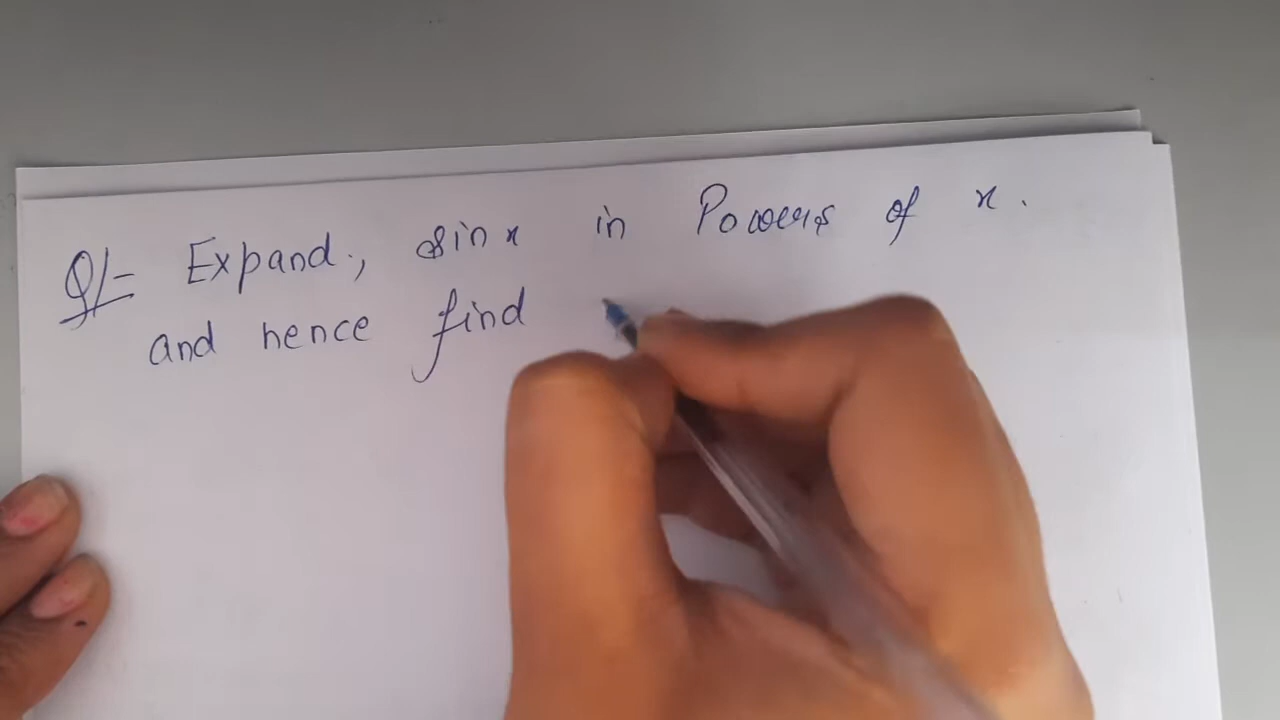 Q/- Expand, sin x in Powers of x.
and hence find